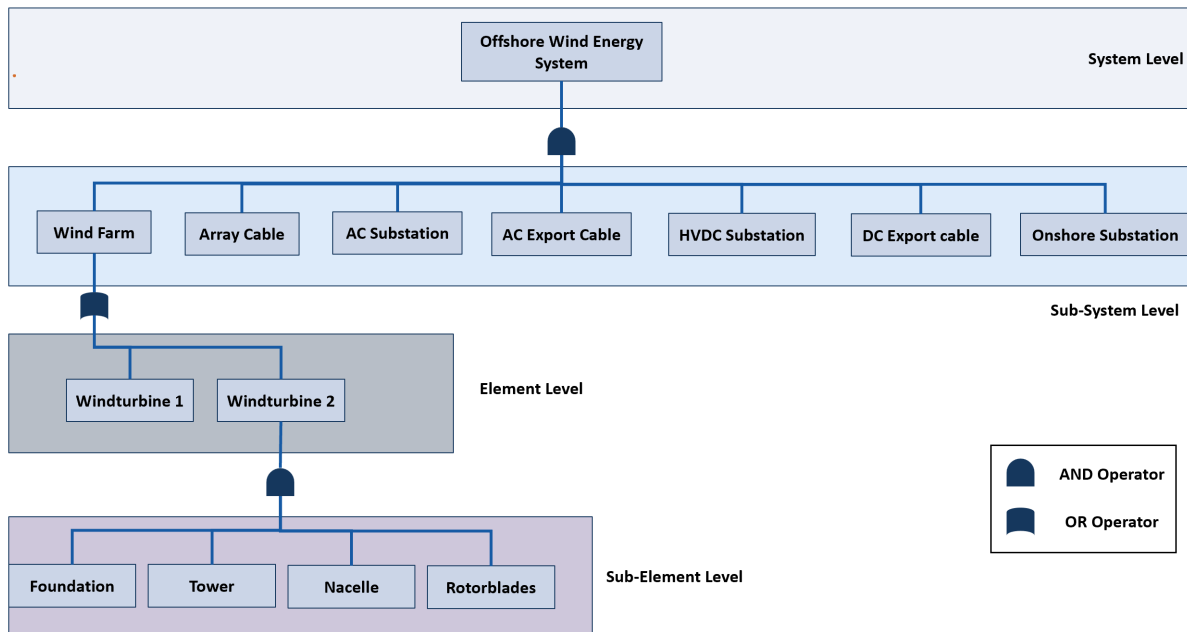 Offshore Wind Energy
System
System Level
Wind Farm
Array Cable
AC Substation
AC Export Cable
HVDC Substation
DC Export cable
Onshore Substation
Sub-System Level
Windturbine 1
Windturbine 2
Element Level
AND Operator
OR Operator
Foundation
Tower
Nacelle
Rotorblades
Sub-Element Level